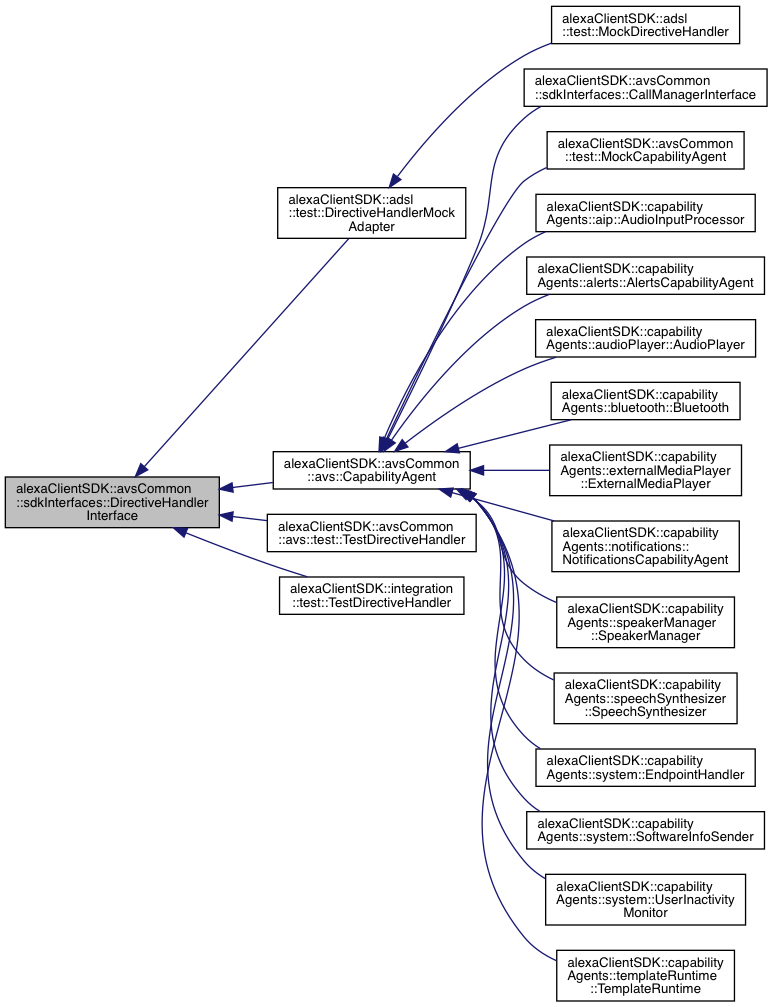 alexaClientSDK::adsl
::test::MockDirectiveHandler
alexaClientSDK::avsCommon
::sdkInterfaces::CallManagerInterface
alexaClientSDK::avsCommon
::test::MockCapabilityAgent
alexaClientSDK::adsl
::test::DirectiveHandlerMock
Adapter
alexaClientSDK::capability
Agents::aip::AudioInputProcessor
alexaClientSDK::capability
Agents::alerts::AlertsCapabilityAgent
alexaClientSDK::capability
Agents::audioPlayer::AudioPlayer
alexaClientSDK::capability
Agents::bluetooth::Bluetooth
alexaClientSDK::avsCommon
::avs::CapabilityAgent
alexaClientSDK::capability
Agents::externalMediaPlayer
::ExternalMediaPlayer
alexaClientSDK::avsCommon
::sdkInterfaces::DirectiveHandler
Interface
alexaClientSDK::avsCommon
::avs::test::TestDirectiveHandler
alexaClientSDK::capability
Agents::notifications::
NotificationsCapabilityAgent
alexaClientSDK::integration
::test::TestDirectiveHandler
alexaClientSDK::capability
Agents::speakerManager
::SpeakerManager
alexaClientSDK::capability
Agents::speechSynthesizer
::SpeechSynthesizer
alexaClientSDK::capability
Agents::system::EndpointHandler
alexaClientSDK::capability
Agents::system::SoftwareInfoSender
alexaClientSDK::capability
Agents::system::UserInactivity
Monitor
alexaClientSDK::capability
Agents::templateRuntime
::TemplateRuntime